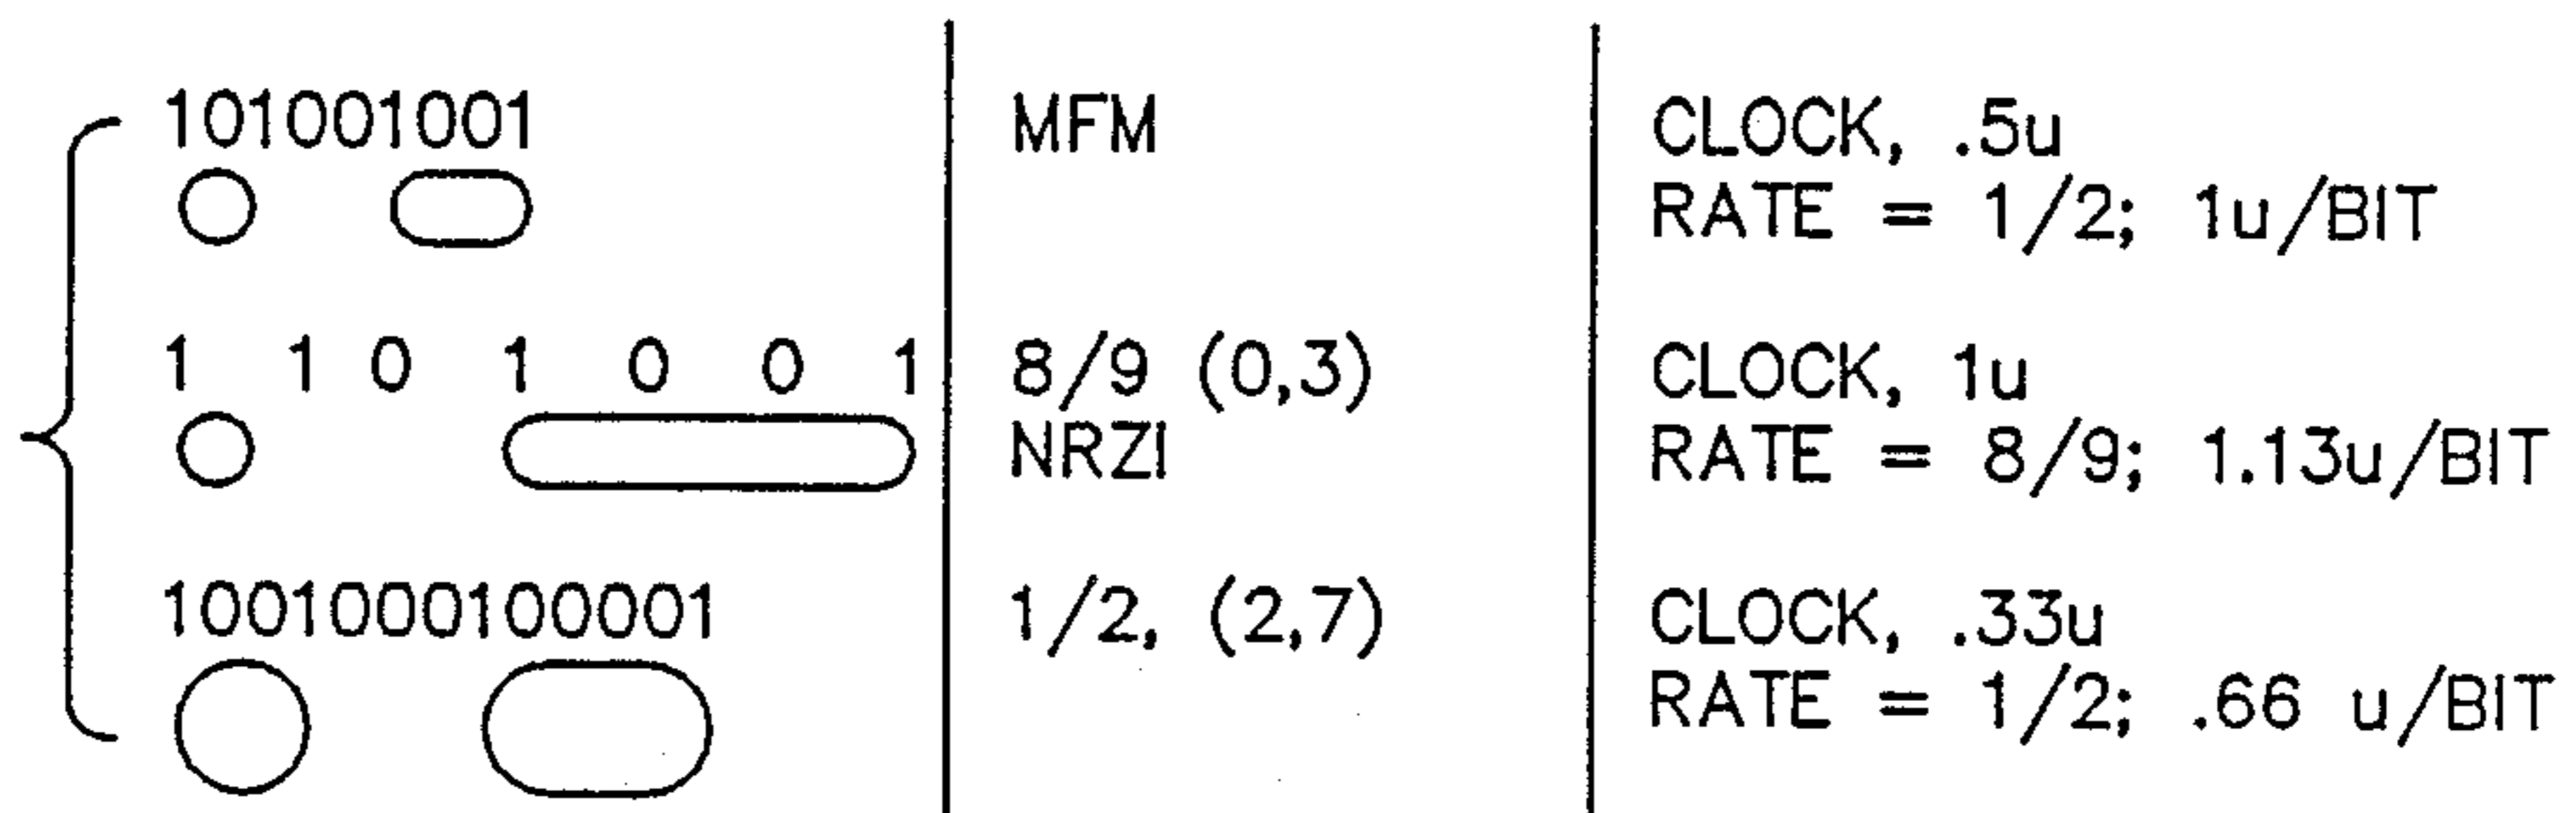 101001001
MFM
CLOCK, .5u
RATE = 1/2; 1u/BIT
1 1 0 1 0 0 1
8/9 (0,3)
NRZI
CLOCK, 1u
RATE = 8/9; 1.13u/BIT
1001000100001
1/2, (2,7)
CLOCK, .33u
RATE = 1/2; .66 u/BIT